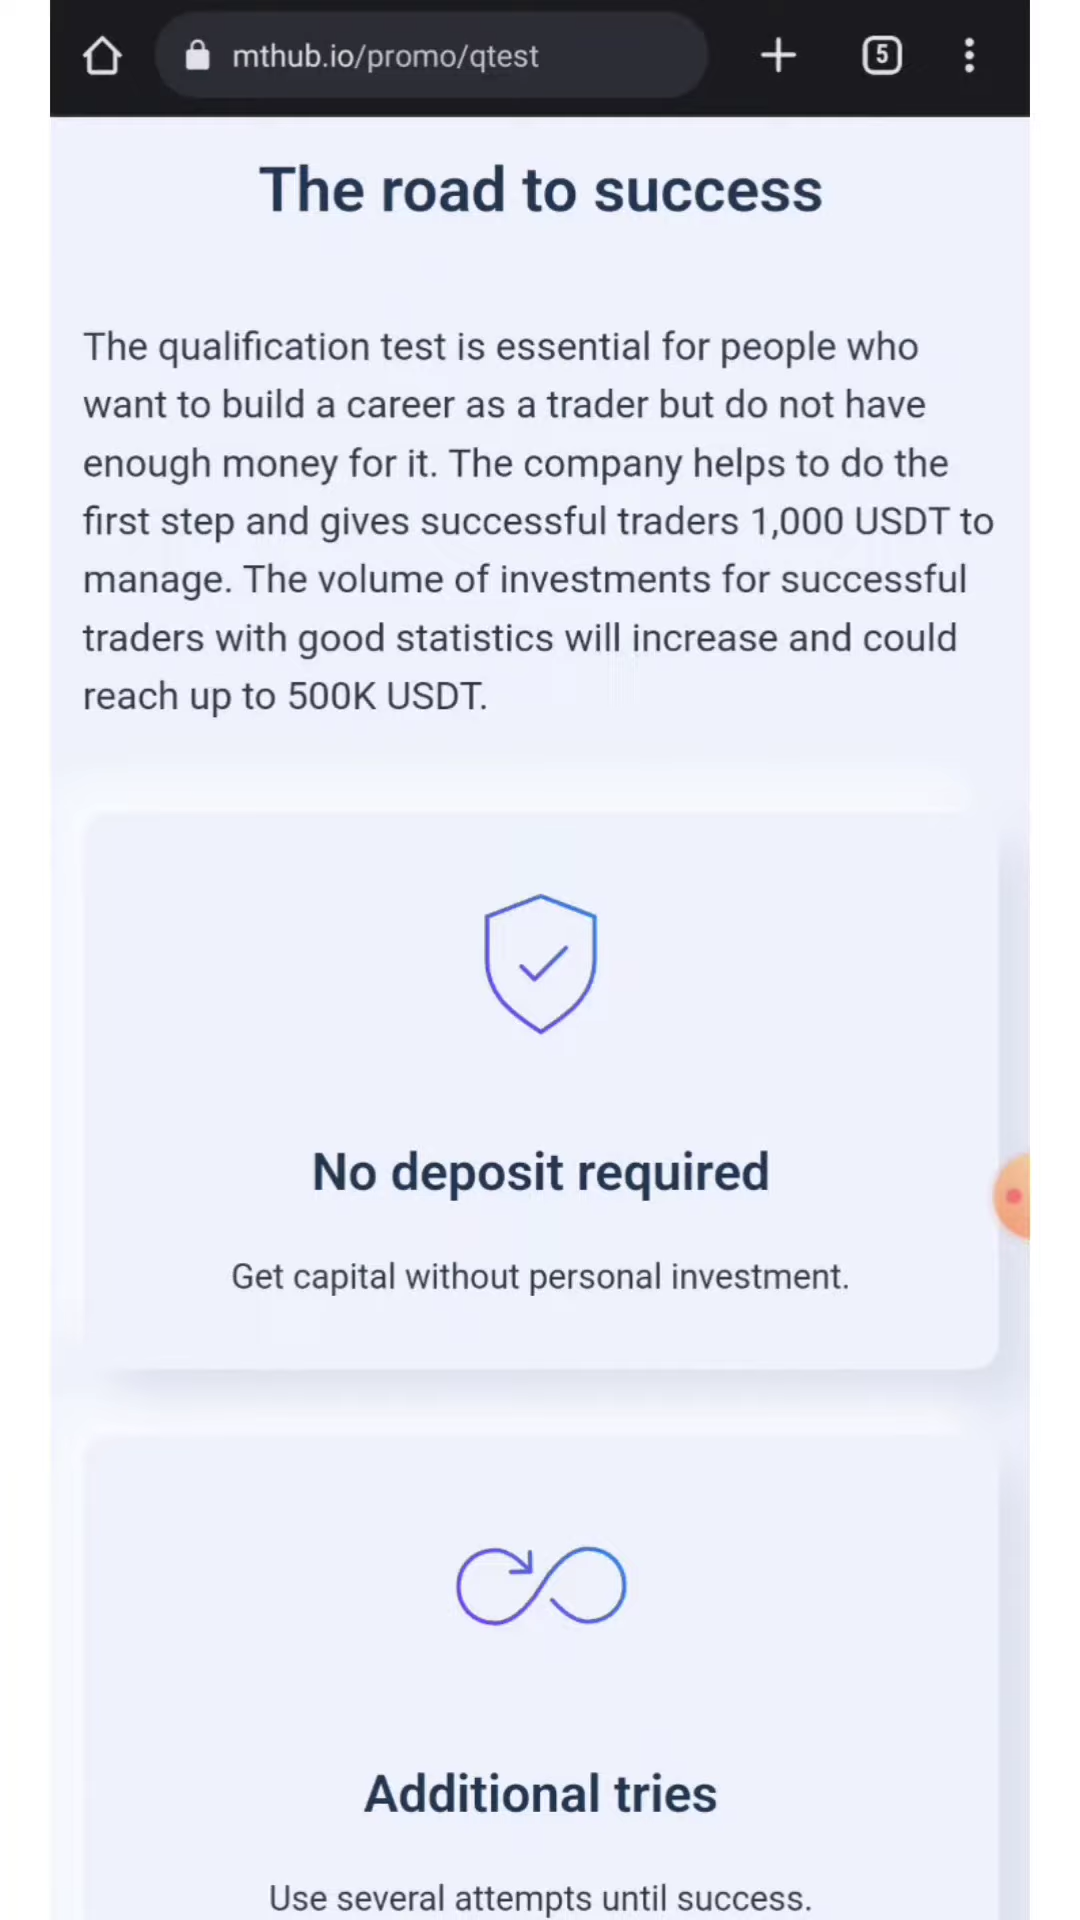 mthub.io/promo/qtest
5
The road to success
The qualification test is essential for people who
want to build a career as a trader but do not have
enough money for it. The company helps to do the
first step and gives successful traders 1,000 USDT to
manage. The volume of investments for successful
traders with good statistics will increase and could
reach up to 500K USDT.
No deposit required
Get capital without personal investment.
Additional tries
Use several attempts until success.